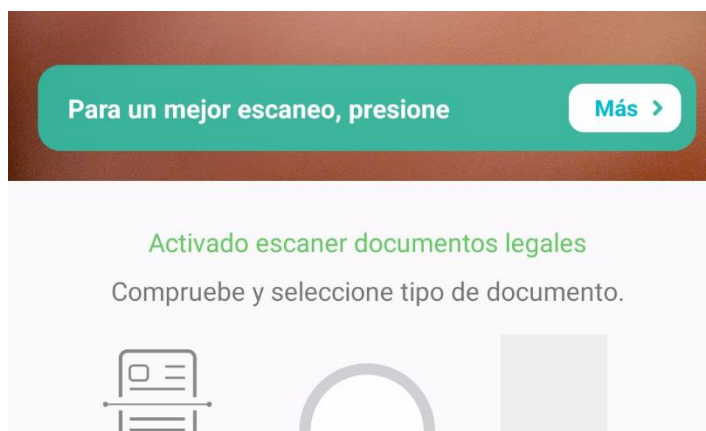 Para un mejor escaneo, presione Más >
Activado escaner documentos legales
Compruebe y seleccione tipo de documento.